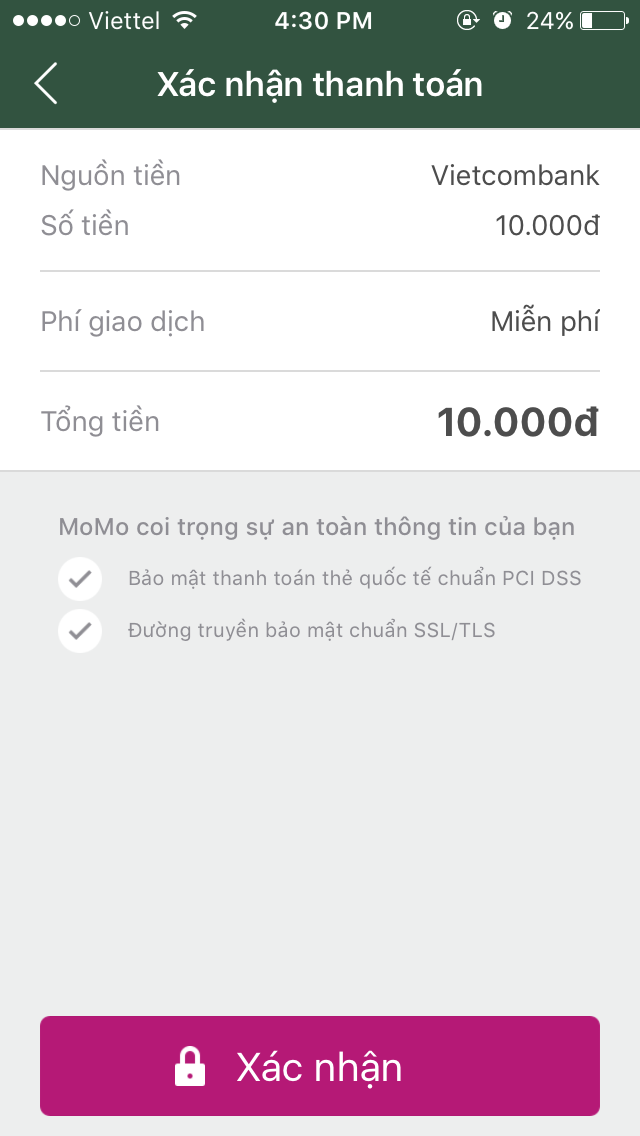 Viettel 4:30 PM 24%
Xác nhận thanh toán
Nguồn tiền Vietcombank
Số tiền 10.000đ
Phí giao dịch Miễn phí
Tổng tiền 10.000đ
MoMo coi trọng sự an toàn thông tin của bạn
Bảo mật thanh toán thẻ quốc tế chuẩn PCI DSS
Đường truyền bảo mật chuẩn SSL/TLS
Xác nhận